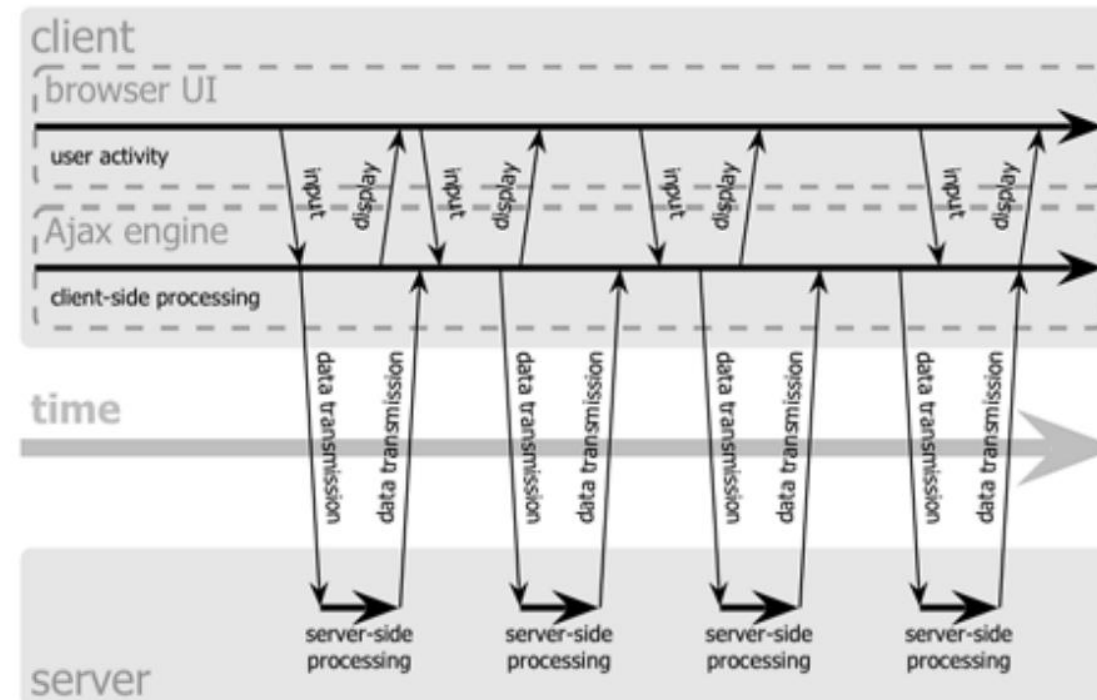 client
browser UI
user activity
input
display
input
display
input
display
input
display
Ajax engine
client-side processing
data transmission
data transmission
data transmission
data transmission
data transmission
data transmission
data transmission
data transmission
time
server-side
processing
server-side
processing
server-side
processing
server-side
processing
server